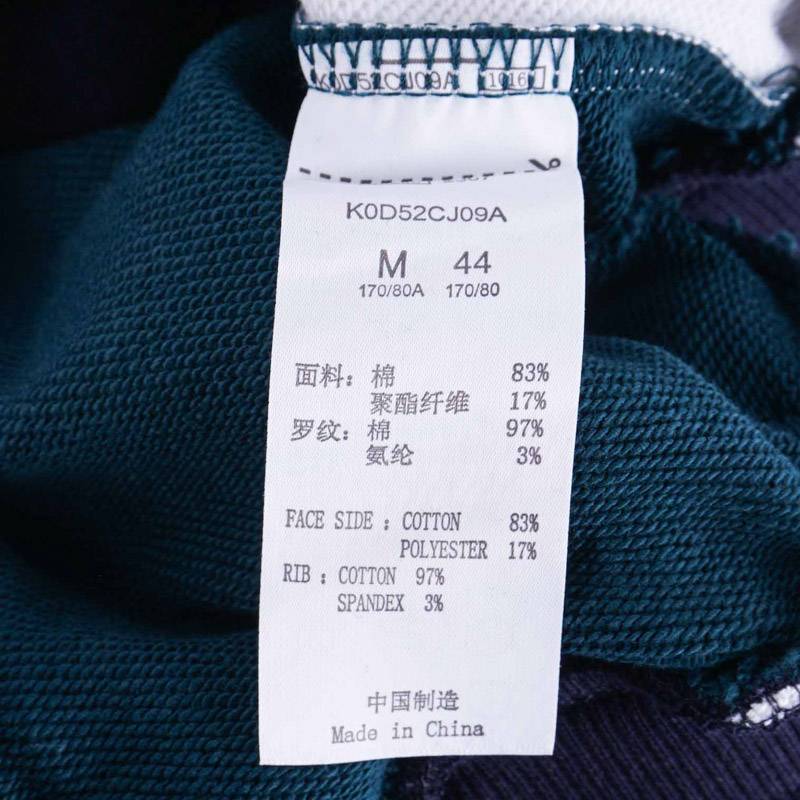 K0D52CJ09A 1016
K0D52CJ09A
M 44
170/80A 170/80
面料：棉 83%
聚酯纤维 17%
罗纹：棉 97%
氨纶 3%
FACE SIDE : COTTON 83%
POLYESTER 17%
RIB : COTTON 97%
SPANDEX 3%
中国制造
Made in China